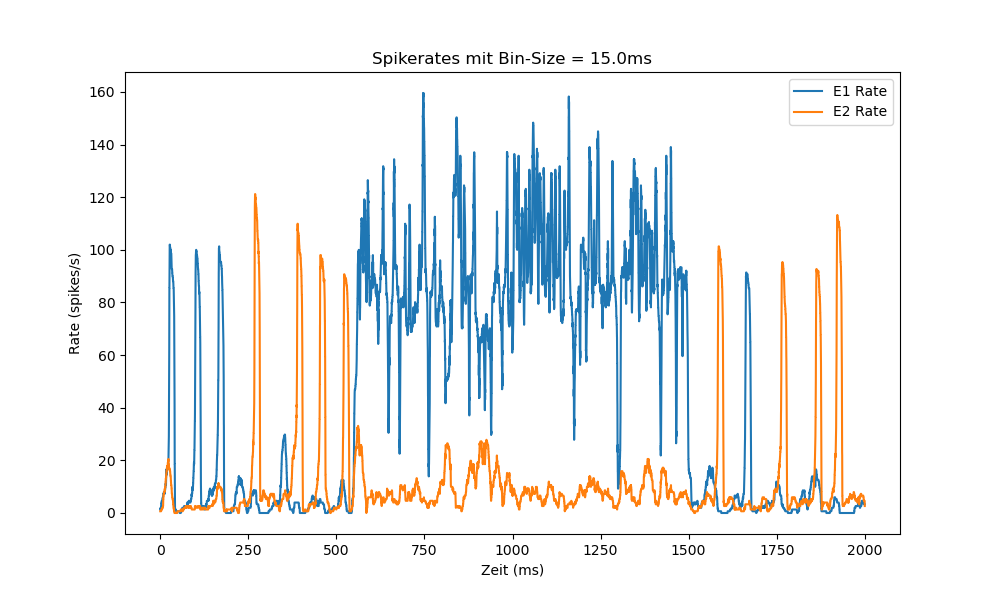 Spikerates mit Bin-Size = 15.0ms
E1 Rate
E2 Rate
Rate (spikes/s)
160
140
120
100
80
60
40
20
0
0 250 500 750 1000 1250 1500 1750 2000
Zeit (ms)